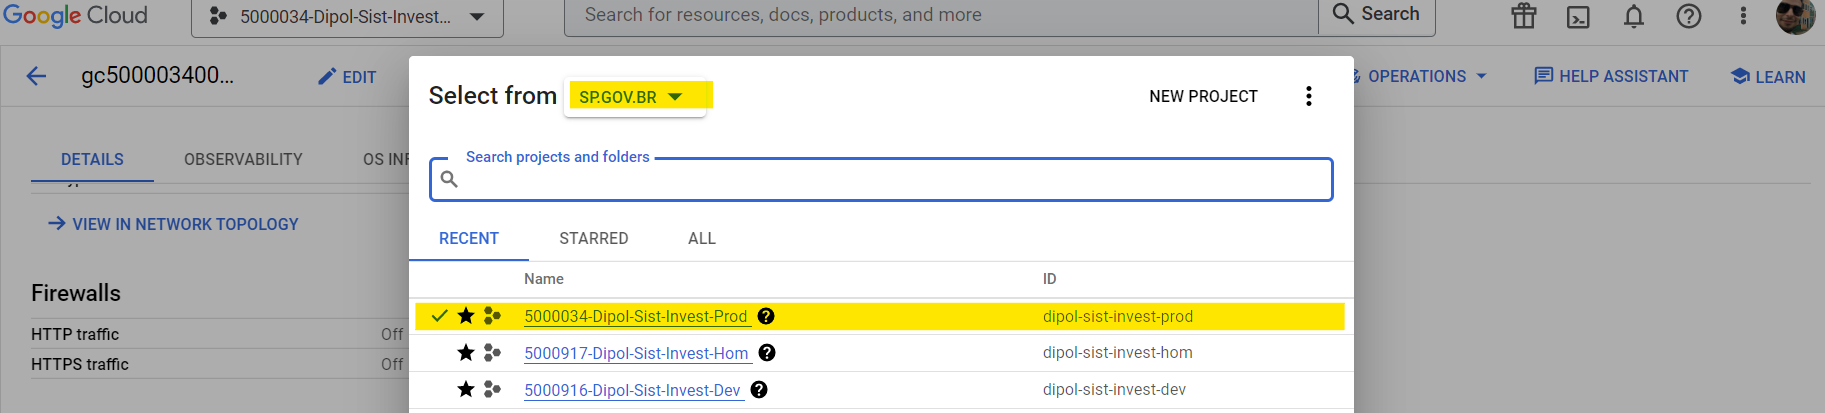 Google Cloud
5000034-Dipol-Sist-Invest...
Search for resources, docs, products, and more
Search
gc500003400...
EDIT
OPERATIONS
HELP ASSISTANT
LEARN
Select from SP.GOV.BR
NEW PROJECT
DETAILS
OBSERVABILITY
OS INF
Search projects and folders
VIEW IN NETWORK TOPOLOGY
RECENT
STARRED
ALL
Name
ID
Firewalls
5000034-Dipol-Sist-Invest-Prod
dipol-sist-invest-prod
HTTP traffic
Off
5000917-Dipol-Sist-Invest-Hom
dipol-sist-invest-hom
HTTPS traffic
Off
5000916-Dipol-Sist-Invest-Dev
dipol-sist-invest-dev